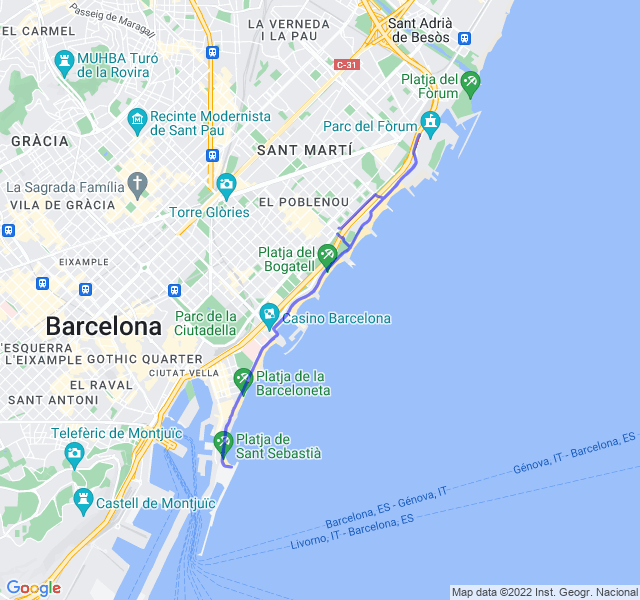 Passeig de Maragall
LA VERNEDA
I LA PAU
Sant Adrià
de Besòs
EL CARMEL
MUHBA Turó
de la Rovira
C-31
Platja del
Fòrum
Recinte Modernista
de Sant Pau
Parc del Fòrum
GRÀCIA
SANT MARTÍ
La Sagrada Família
VILA DE GRÀCIA
Torre Glòries
EL POBLENOU
EIXAMPLE
Platja del
Bogatell
Parc de la
Ciutadella
Casino Barcelona
Barcelona
L'ESQUERRA
L'EIXAMPLE
GOTHIC QUARTER
CIUTAT VELLA
EL RAVAL
SANT ANTONI
Platja de la
Barceloneta
Telefèric de Montjuïc
Platja de
Sant Sebastià
Castell de Montjuïc
Génova, IT - Barcelona, ES
Barcelona, ES - Génova, IT
Livorno, IT - Barcelona, ES
Google
Map data ©2022 Inst. Geogr. Nacional